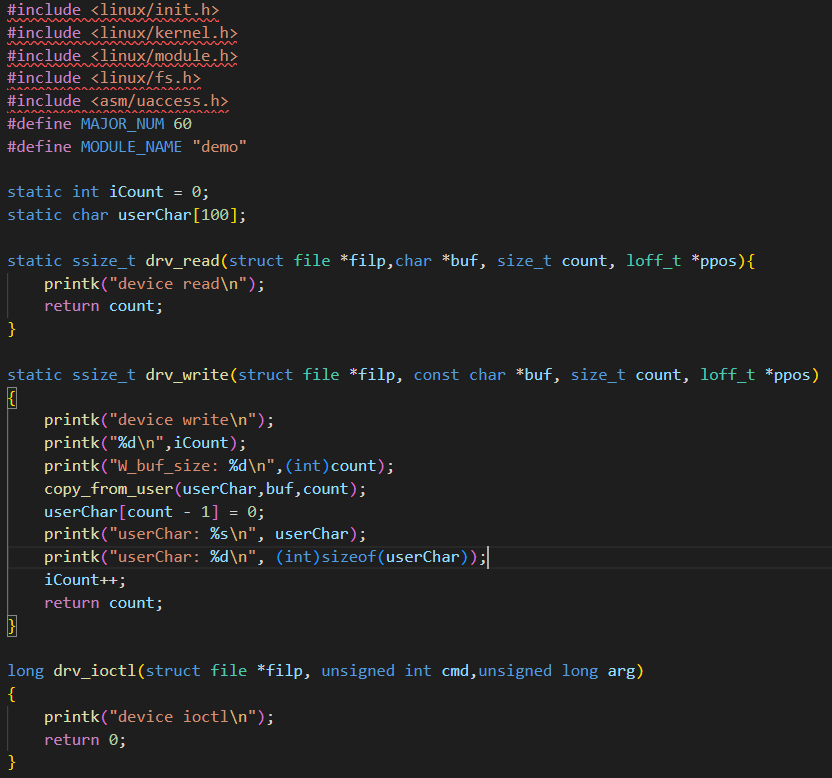 #include <linux/init.h>
#include <linux/kernel.h>
#include <linux/module.h>
#include <linux/fs.h>
#include <asm/uaccess.h>
#define MAJOR_NUM 60
#define MODULE_NAME "demo"

static int iCount = 0;
static char userChar[100];

static ssize_t drv_read(struct file *filp,char *buf, size_t count, loff_t *ppos){
    printk("device read\n");
    return count;
}

static ssize_t drv_write(struct file *filp, const char *buf, size_t count, loff_t *ppos)
{
    printk("device write\n");
    printk("%d\n",iCount);
    printk("W_buf_size: %d\n",(int)count);
    copy_from_user(userChar,buf,count);
    userChar[count - 1] = 0;
    printk("userChar: %s\n", userChar);
    printk("userChar: %d\n", (int)sizeof(userChar));
    iCount++;
    return count;
}

long drv_ioctl(struct file *filp, unsigned int cmd,unsigned long arg)
{
    printk("device ioctl\n");
    return 0;
}